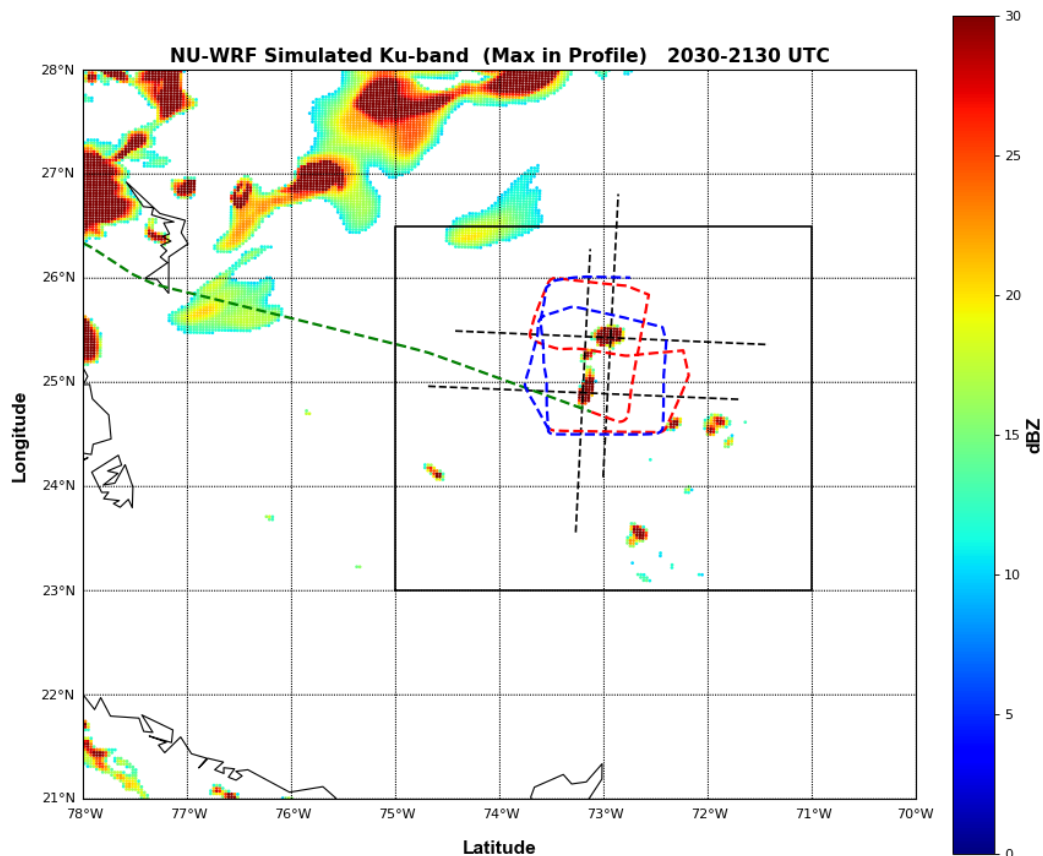 NU-WRF Simulated Ku-band (Max in Profile) 2030-2130 UTC
28°N
27°N
26°N
25°N
24°N
23°N
22°N
21°N
Longitude
78°W 77°W 76°W 75°W 74°W 73°W 72°W 71°W 70°W
Latitude
30
25
20
15
10
5
0
dBZ